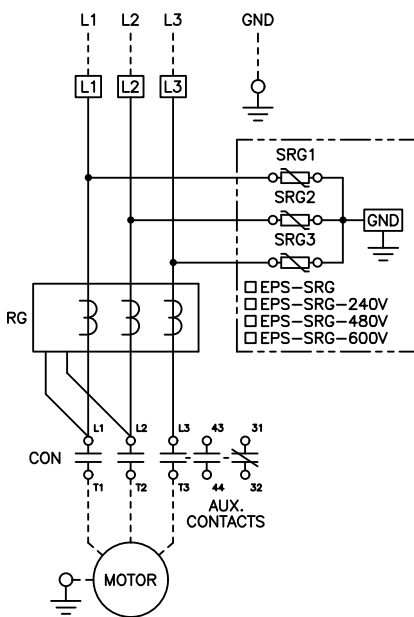 L1 L2 L3 GND
L1 L2 L3
SRG1
SRG2
GND
SRG3
EPS-SRG
EPS-SRG-240V
RG
EPS-SRG-480V
EPS-SRG-600V
L1 L2 L3 43 31
CON
T1 T2 T3 44 32
AUX.
CONTACTS
MOTOR